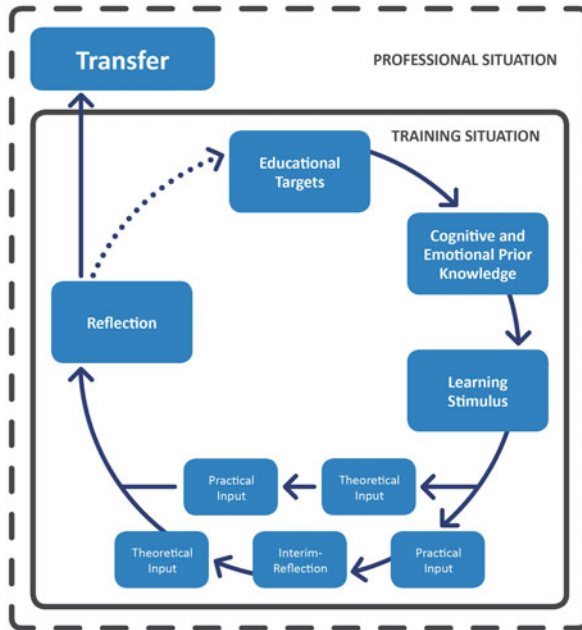 Transfer
PROFESSIONAL SITUATION
TRAINING SITUATION
Educational
Targets
Cognitive and
Emotional Prior
Knowledge
Reflection
Learning
Stimulus
Practical
Input
Theoretical
Input
Theoretical
Input
Interim-
Reflection
Practical
Input